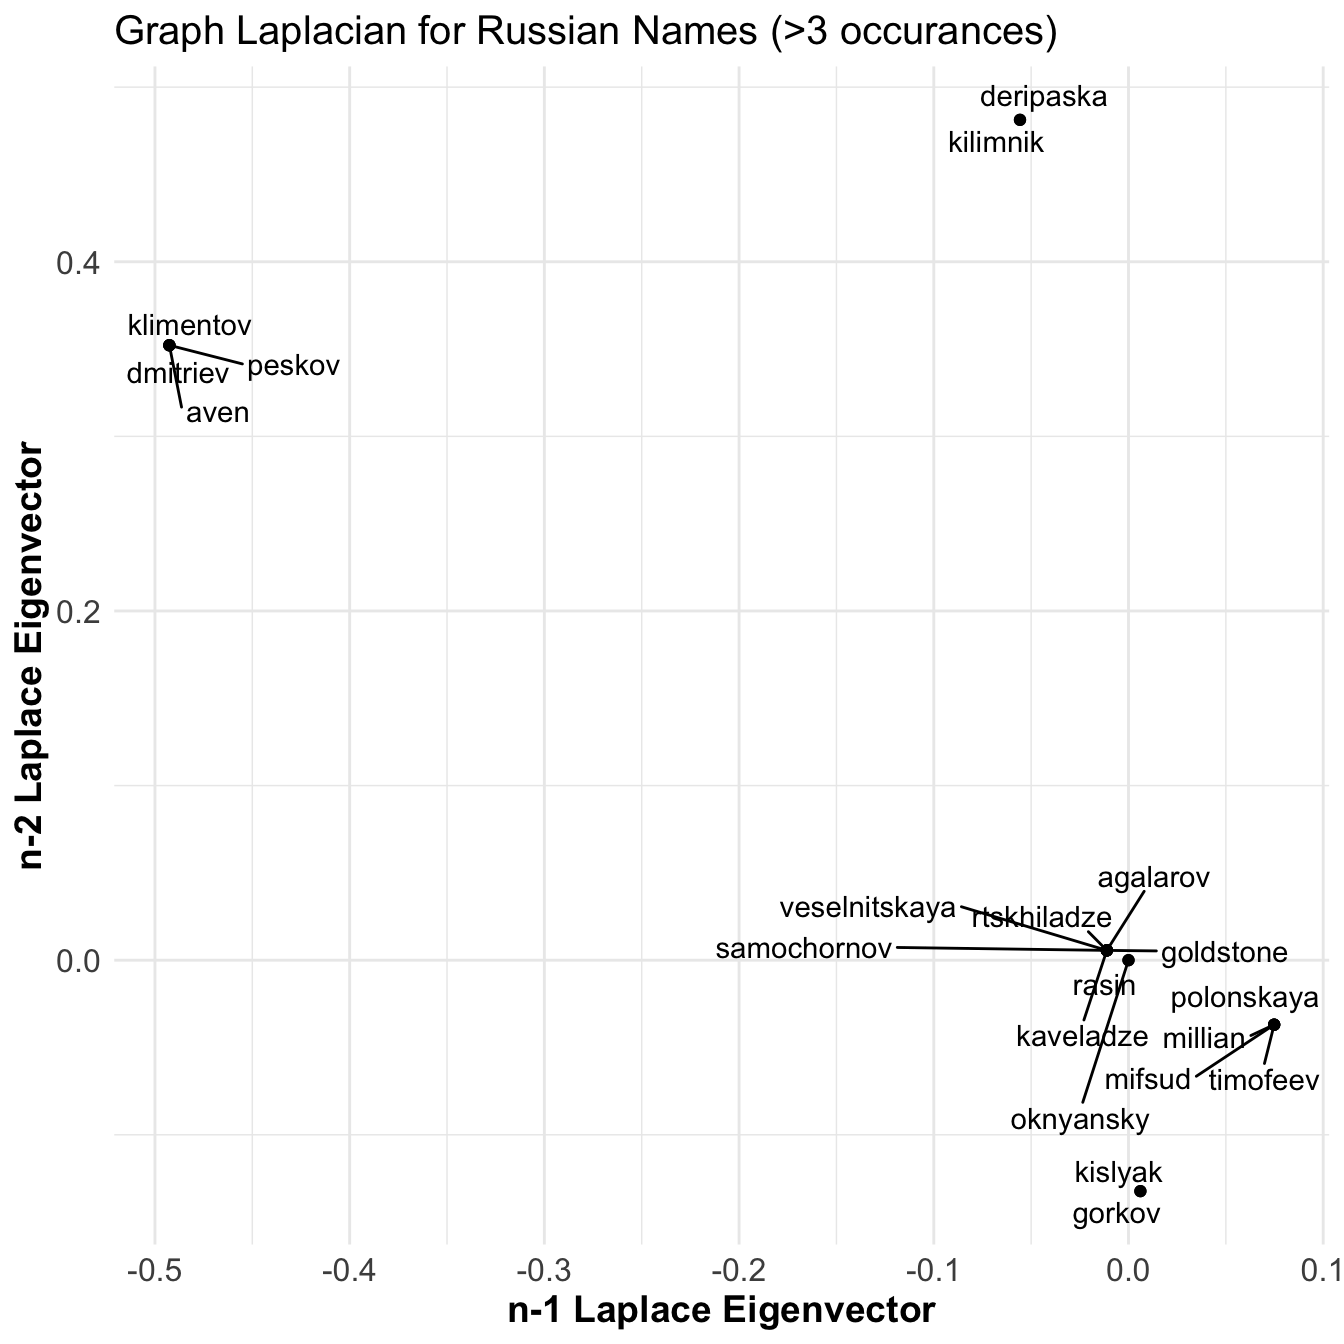 Graph Laplacian for Russian Names (>3 occurances)
deripaska
kilimnik
0.4
klimentov
peskov
dmitriev
aven
n-2 Laplace Eigenvector
0.2
agalarov
veselnitskaya
rtskhiladze
samochornov
goldstone
0.0
rasin
polonskaya
kaveladze
millian
mifsud
timofeev
oknyansky
kislyak
gorkov
-0.5 -0.4 -0.3 -0.2 -0.1 0.0 0.1
n-1 Laplace Eigenvector